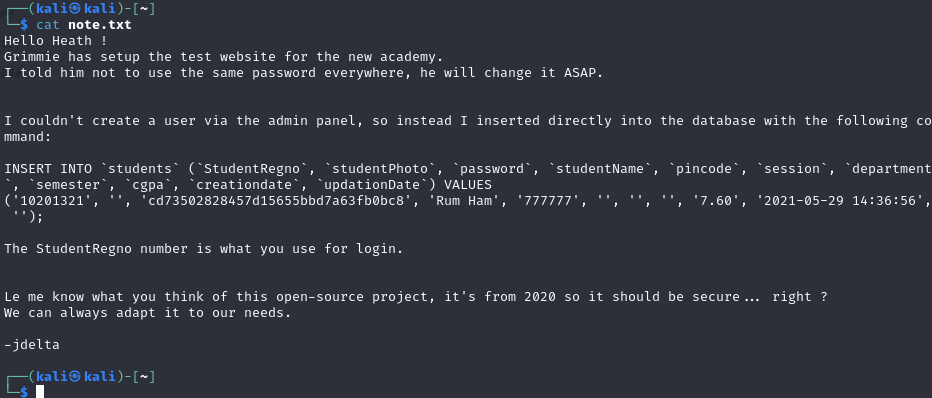 ┌──(kali㉿kali)-[~]
└─$ cat note.txt
Hello Heath !
Grimmie has setup the test website for the new academy.
I told him not to use the same password everywhere, he will change it ASAP.
I couldn't create a user via the admin panel, so instead I inserted directly into the database with the following co
mmand:
INSERT INTO `students` (`StudentRegno`, `studentPhoto`, `password`, `studentName`, `pincode`, `session`, `department
`, `semester`, `cgpa`, `creationdate`, `updationDate`) VALUES
('10201321', '', 'cd73502828457d15655bbd7a63fb0bc8', 'Rum Ham', '777777', '', '', '', '7.60', '2021-05-29 14:36:56',
 '');
The StudentRegno number is what you use for login.
Le me know what you think of this open-source project, it's from 2020 so it should be secure... right ?
We can always adapt it to our needs.
-jdelta
┌──(kali㉿kali)-[~]
└─$